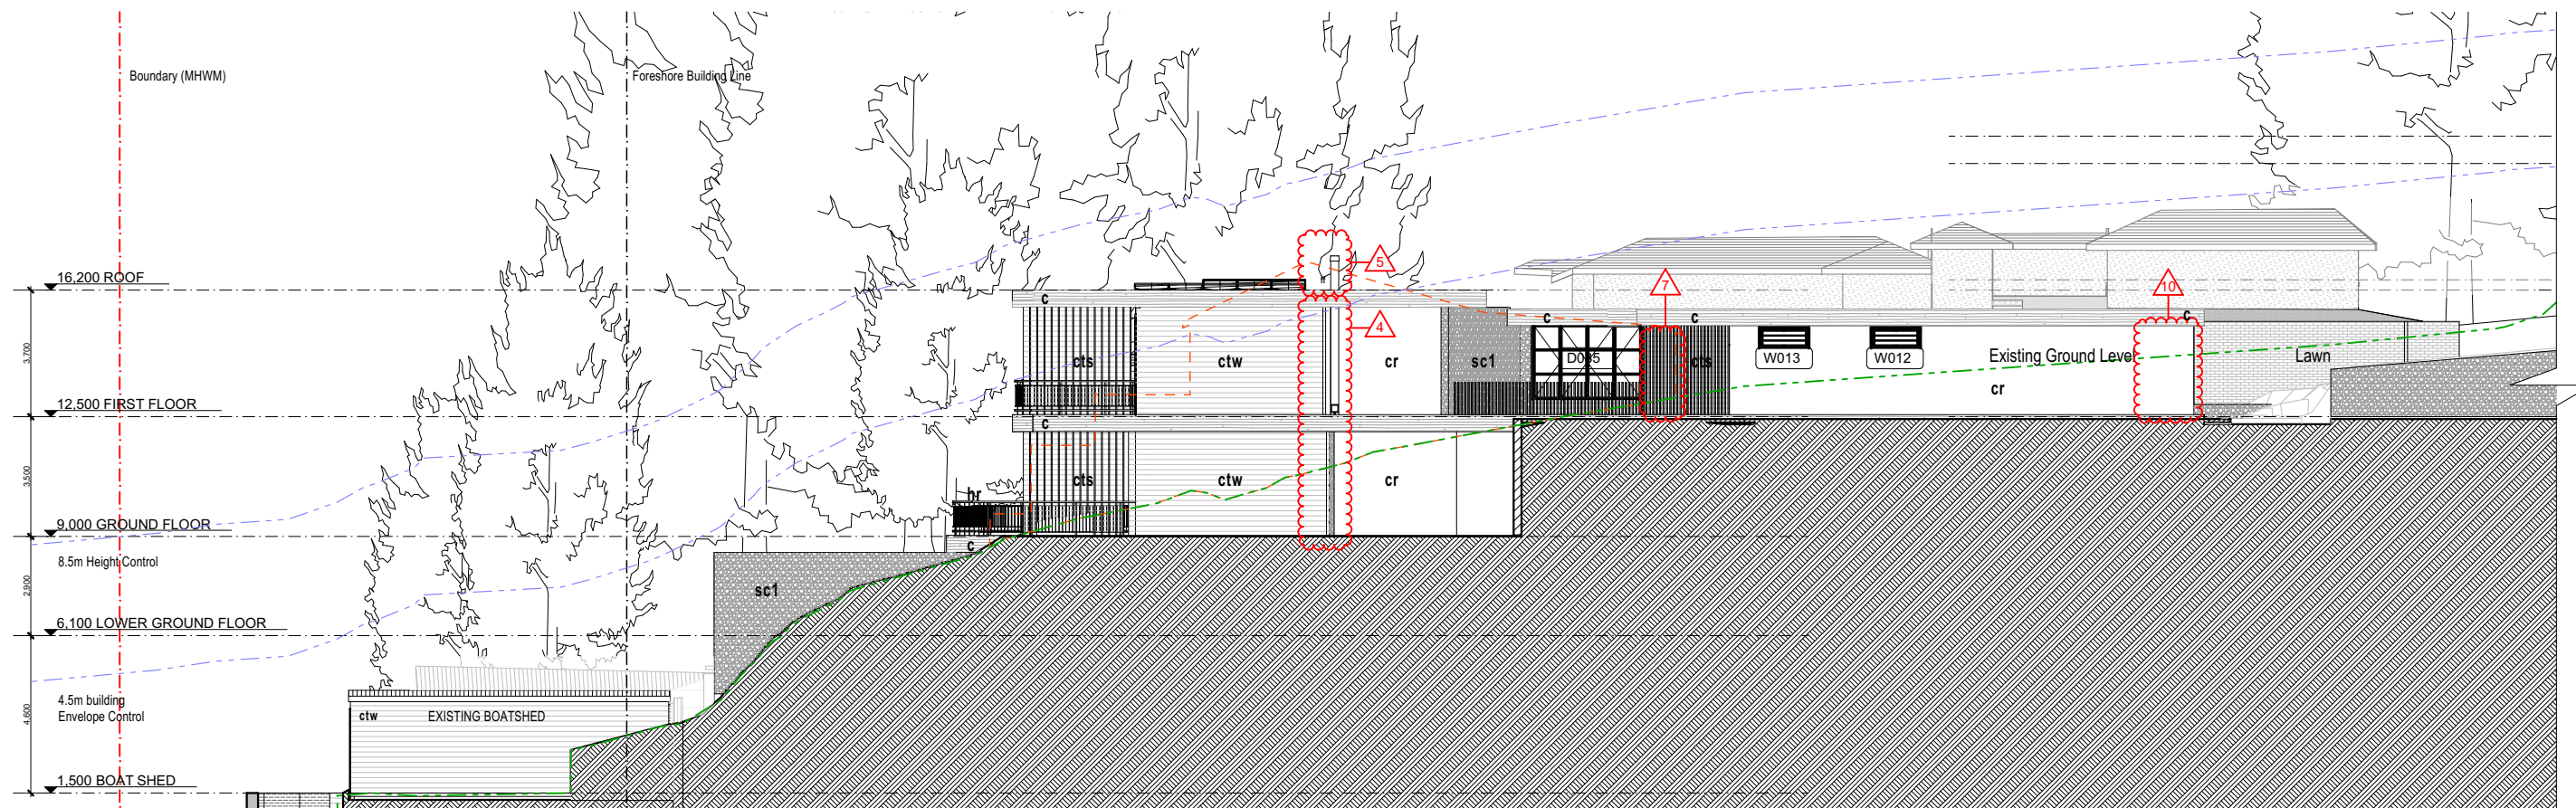 Boundary (MHWM)
Foreshore Building Line
16,200 ROOF
5
7
10
c
c
c
c
4
3,700
cts
ctw
cr
sc1
D035
cts
W013
W012
Existing Ground Level
Lawn
cr
12,500 FIRST FLOOR
c
3,500
cts
ctw
cr
hr
9,000 GROUND FLOOR
c
8.5m Height Control
2,900
sc1
6,100 LOWER GROUND FLOOR
4.5m building
Envelope Control
4,600
ctw
EXISTING BOATSHED
1,500 BOAT SHED